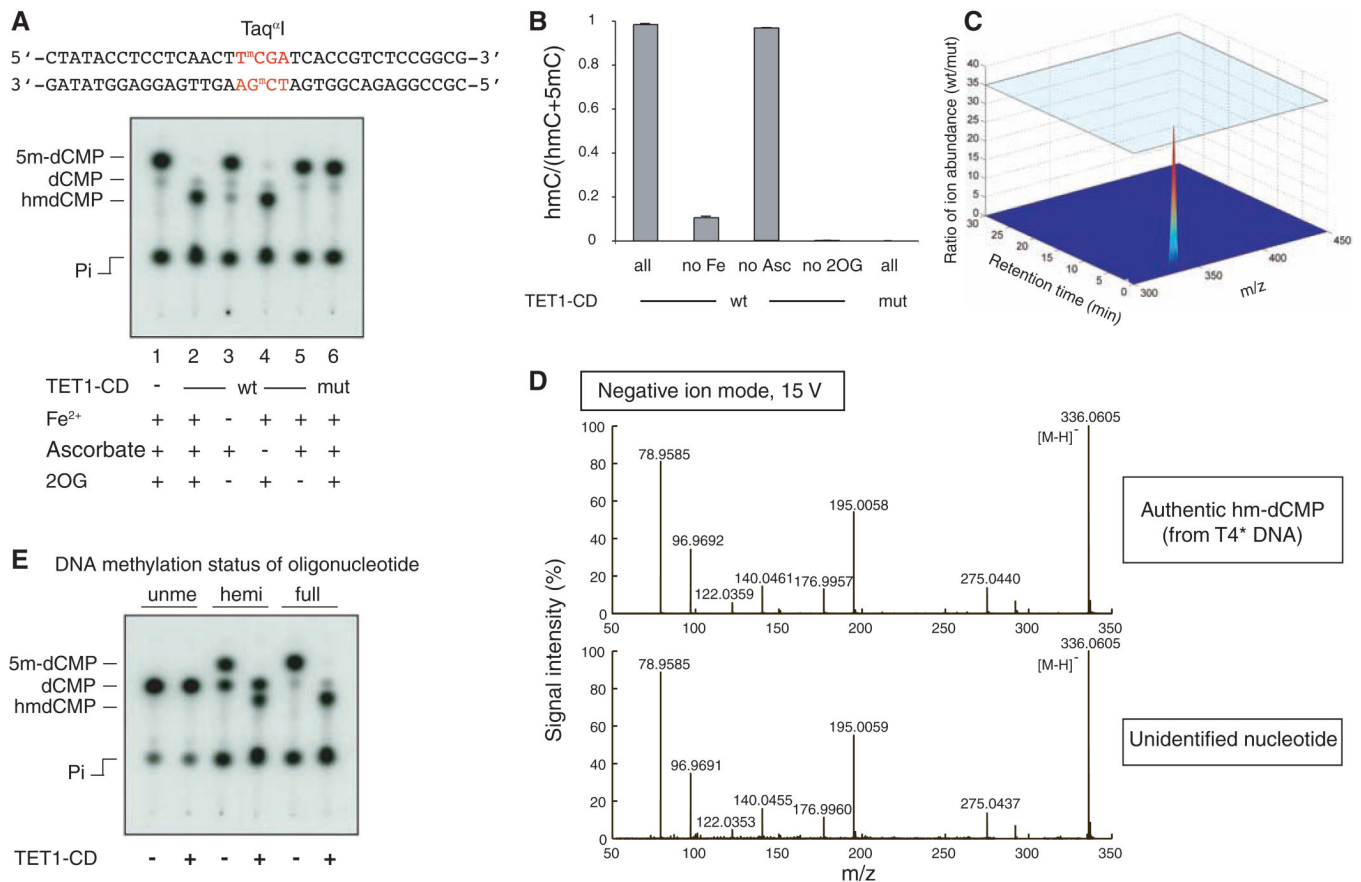 A
TaqᵅI
5′–CTATACCTCCTCAACTTᵐCGATCACCGTCTCCGGCG–3′
3′–GATATGGAGGAGTTGAAGᵐCTAGTGGCAGAGGCCGC–5′
5m-dCMP
dCMP
hmdCMP
Pi
1 2 3 4 5 6
TET1-CD - wt mut
Fe²⁺ + + - + + +
Ascorbate + + + - + +
2OG + + - + - +
B
hmC/(hmC+5mC)
1
0.8
0.6
0.4
0.2
0
all no Fe no Asc no 2OG all
TET1-CD wt mut
C
Ratio of ion abundance (wt/mut)
40
35
30
25
20
15
10
5
0
30 25 20 15 10 5 0
Retention time (min)
300 350 400 450
m/z
D
Negative ion mode, 15 V
Signal intensity (%)
100
80
60
40
20
0
78.9585
96.9692
122.0359
140.0461
176.9957
195.0058
275.0440
336.0605
[M-H]⁻
50 100 150 200 250 300 350
Authentic hm-dCMP
(from T4* DNA)
100
80
60
40
20
0
78.9585
96.9691
122.0353
140.0455
176.9960
195.0059
275.0437
336.0605
[M-H]⁻
50 100 150 200 250 300 350
m/z
Unidentified nucleotide
E
DNA methylation status of oligonucleotide
unme hemi full
5m-dCMP
dCMP
hmdCMP
Pi
TET1-CD - + - + - +